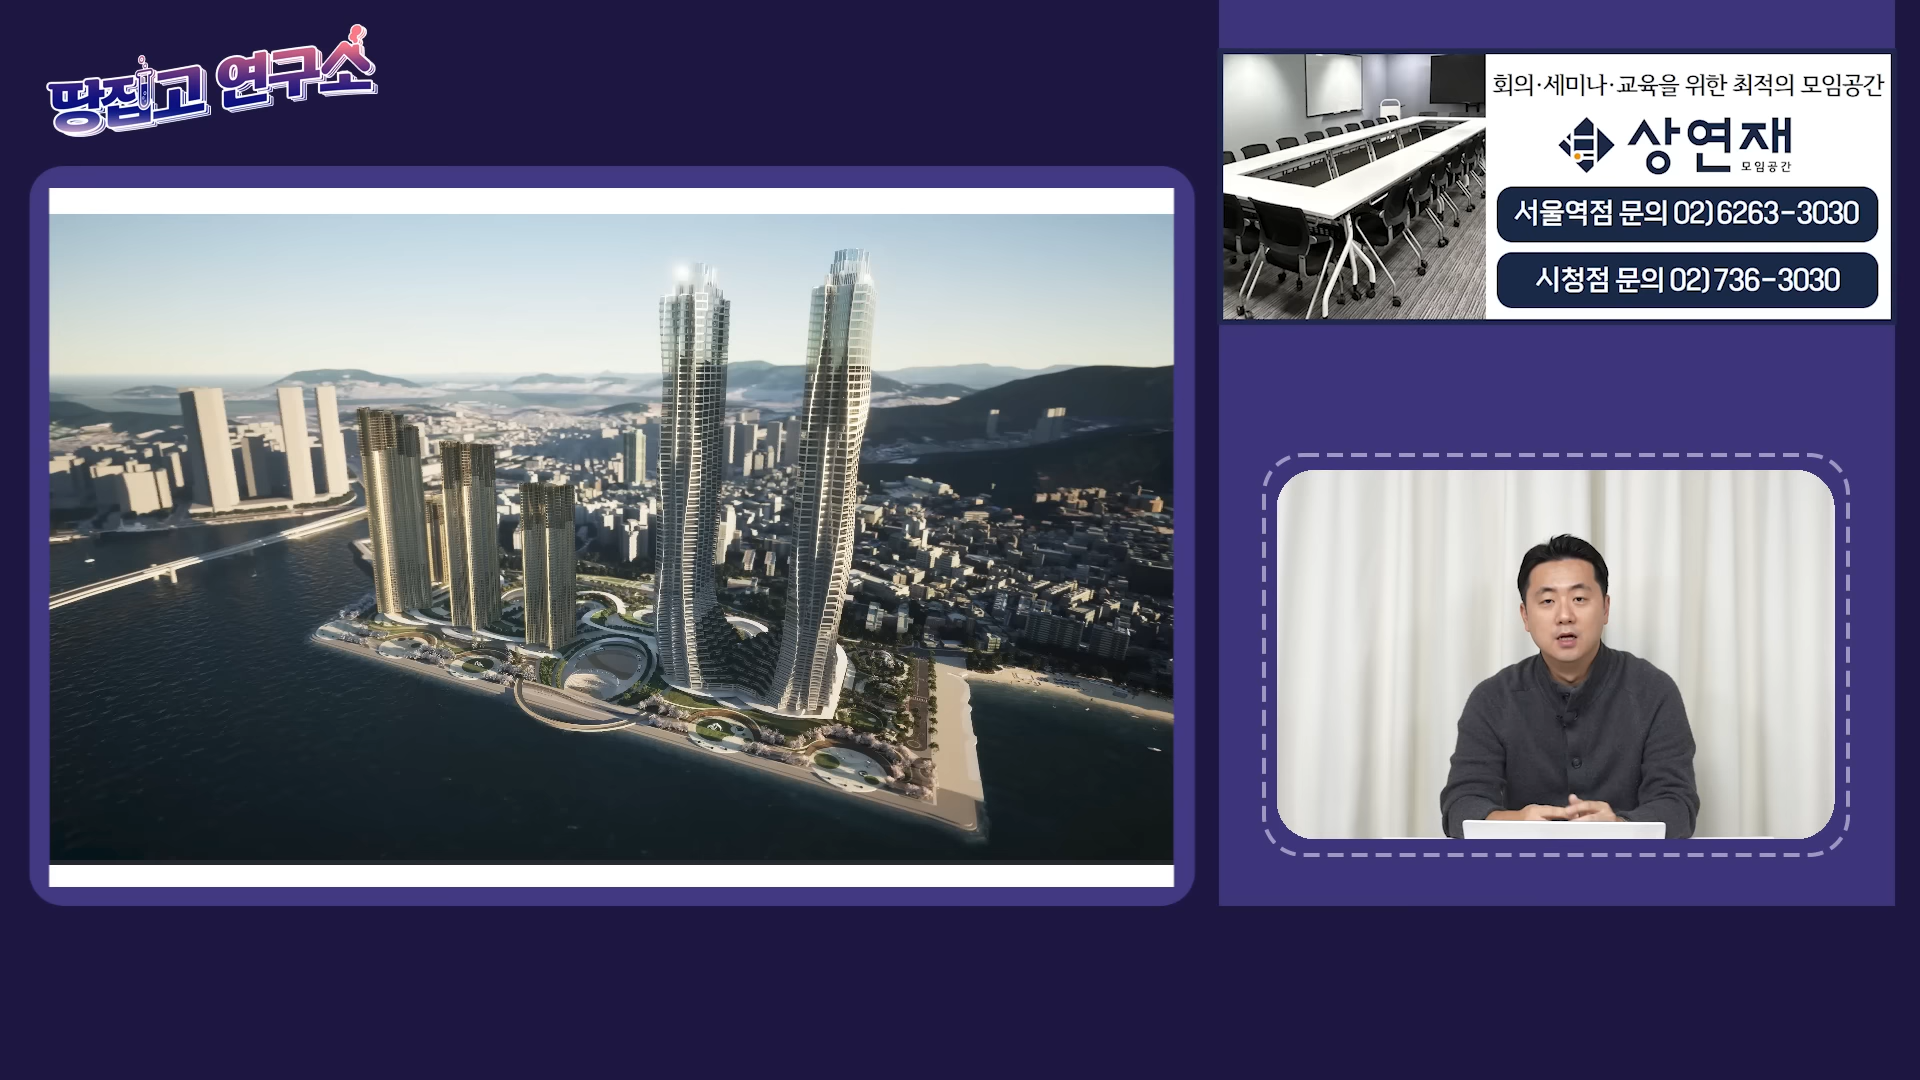 땅집고 연구소
회의·세미나·교육을 위한 최적의 모임공간
상연재
모임공간
서울역점 문의 02)6263-3030
시청점 문의 02)736-3030